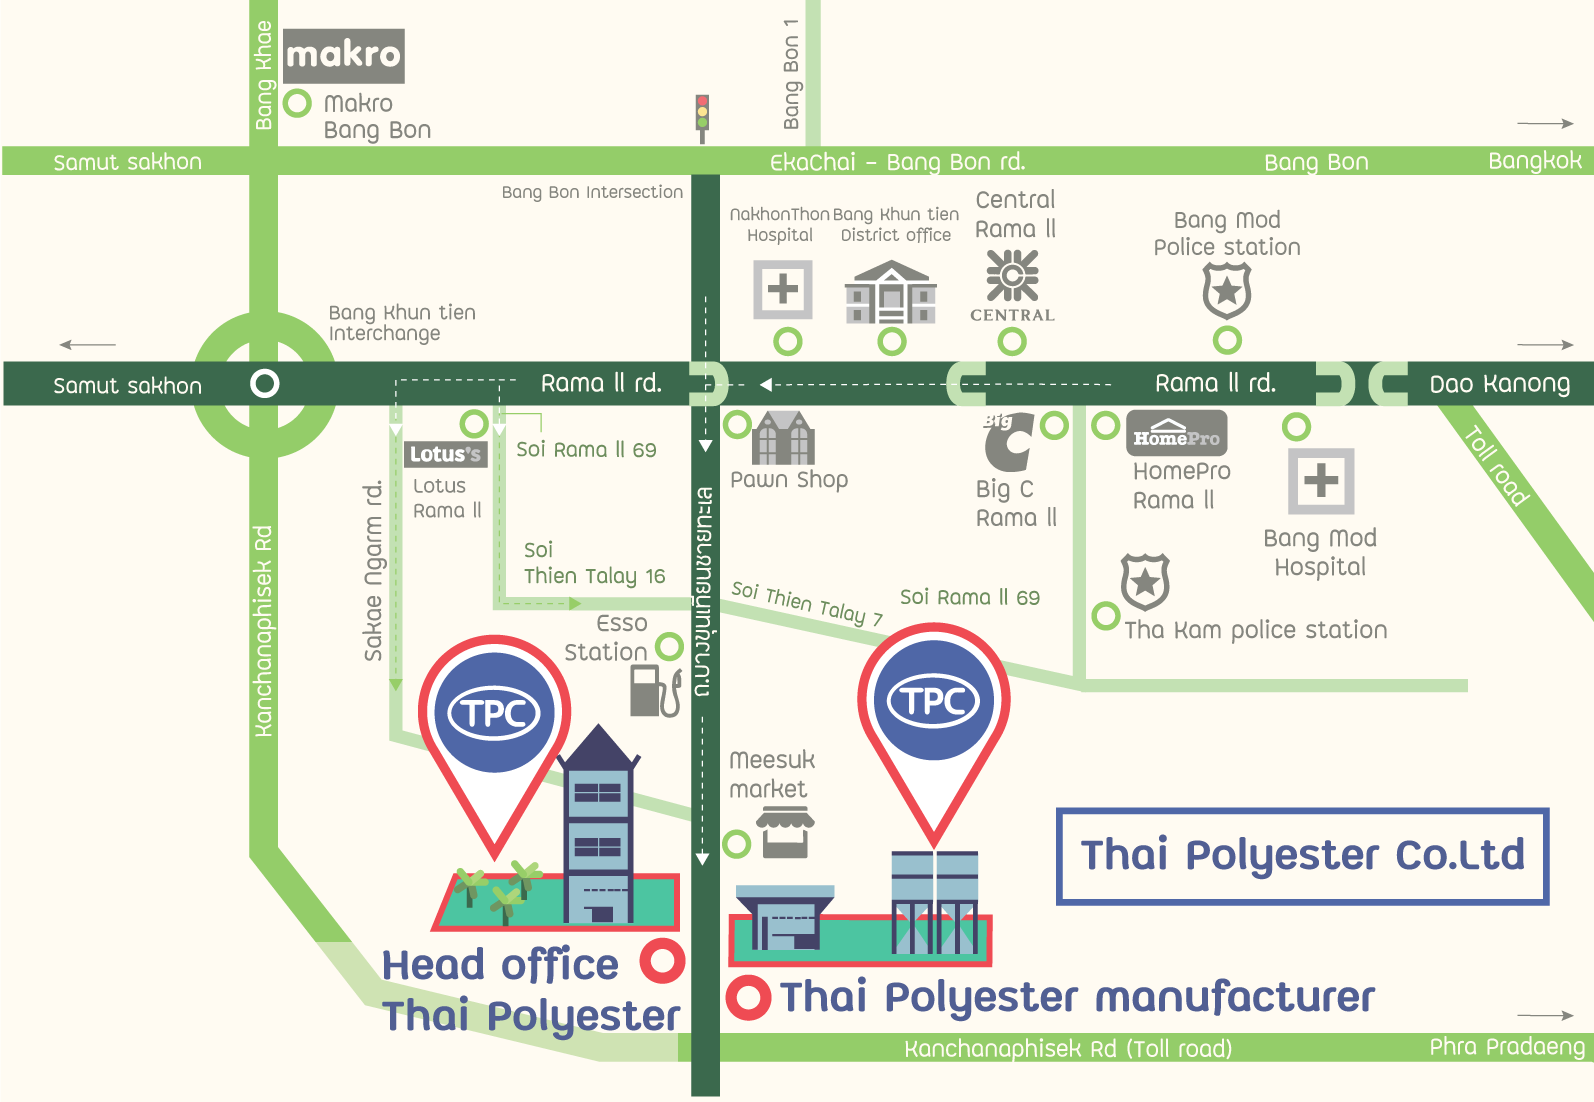 Bang Khae
makro
Makro
Bang Bon
Bang Bon 1
Samut sakhon
EkaChai - Bang Bon rd.
Bang Bon
Bangkok
Bang Bon Intersection
NakhonThon
Hospital
Bang Khun tien
District office
Central
Rama ll
CENTRAL
Bang Mod
Police station
Bang Khun tien
Interchange
Samut sakhon
Rama ll rd.
Rama ll rd.
Dao Kanong
Lotus's
Lotus
Rama ll
Soi Rama ll 69
Pawn Shop
Big C
Big C
Rama ll
HomePro
HomePro
Rama ll
Bang Mod
Hospital
Toll road
Kanchanaphisek Rd
Sakae Ngarm rd.
Soi
Thien Talay 16
ถ.บางขุนเทียนชายทะเล
Soi Thien Talay 7
Soi Rama ll 69
Tha Kam police station
Esso
Station
TPC
TPC
Meesuk
market
Thai Polyester Co.Ltd
Head office
Thai Polyester
Thai Polyester manufacturer
Kanchanaphisek Rd (Toll road)
Phra Pradaeng